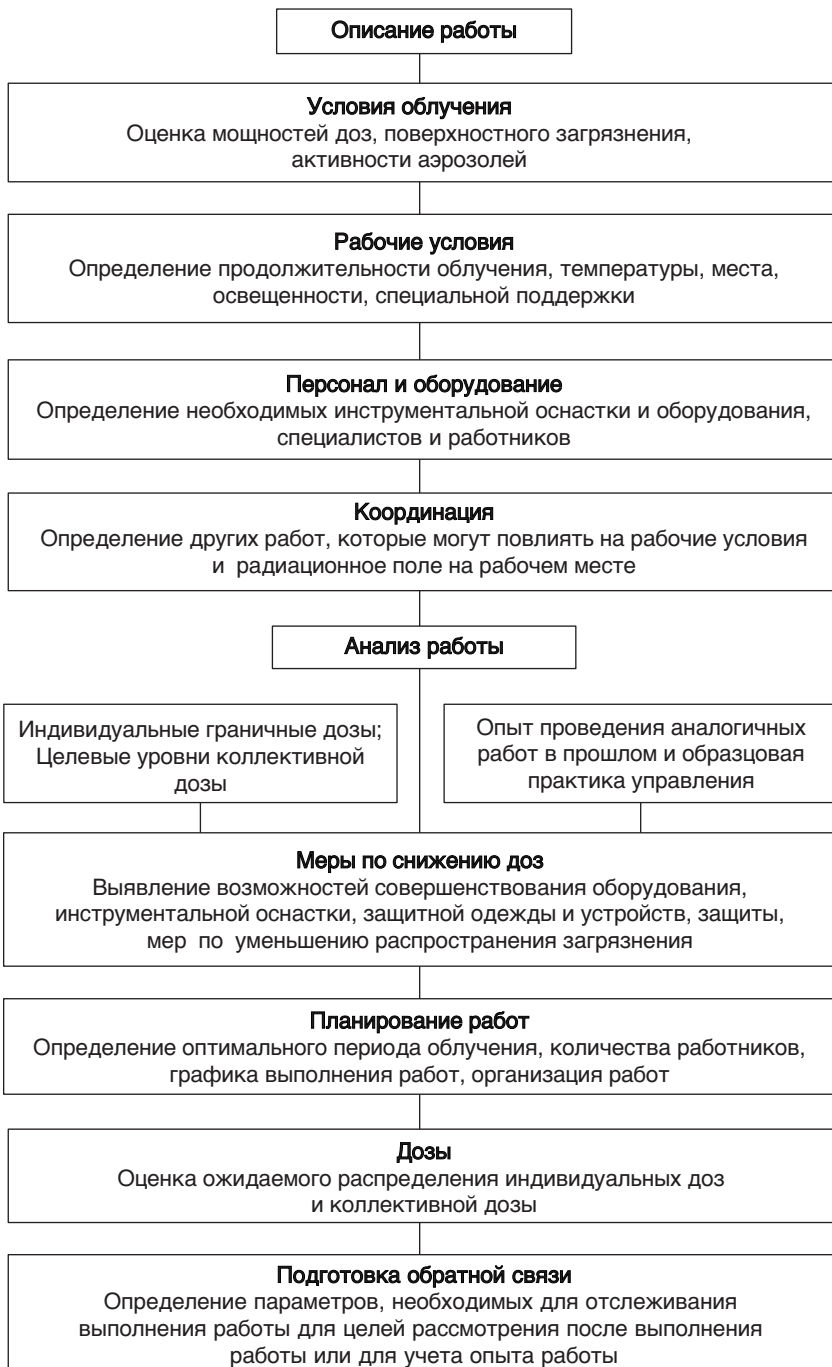 Описание работы
Условия облучения
Оценка мощностей доз, поверхностного загрязнения,
активности аэрозолей
Рабочие условия
Определение продолжительности облучения, температуры, места,
освещенности, специальной поддержки
Персонал и оборудование
Определение необходимых инструментальной оснастки и оборудования,
специалистов и работников
Координация
Определение других работ, которые могут повлиять на рабочие условия
и радиационное поле на рабочем месте
Анализ работы
Индивидуальные граничные дозы;
Целевые уровни коллективной
дозы
Опыт проведения аналогичных
работ в прошлом и образцовая
практика управления
Меры по снижению доз
Выявление возможностей совершенствования оборудования,
инструментальной оснастки, защитной одежды и устройств, защиты,
мер по уменьшению распространения загрязнения
Планирование работ
Определение оптимального периода облучения, количества работников,
графика выполнения работ, организация работ
Дозы
Оценка ожидаемого распределения индивидуальных доз
и коллективной дозы
Подготовка обратной связи
Определение параметров, необходимых для отслеживания
выполнения работы для целей рассмотрения после выполнения
работы или для учета опыта работы